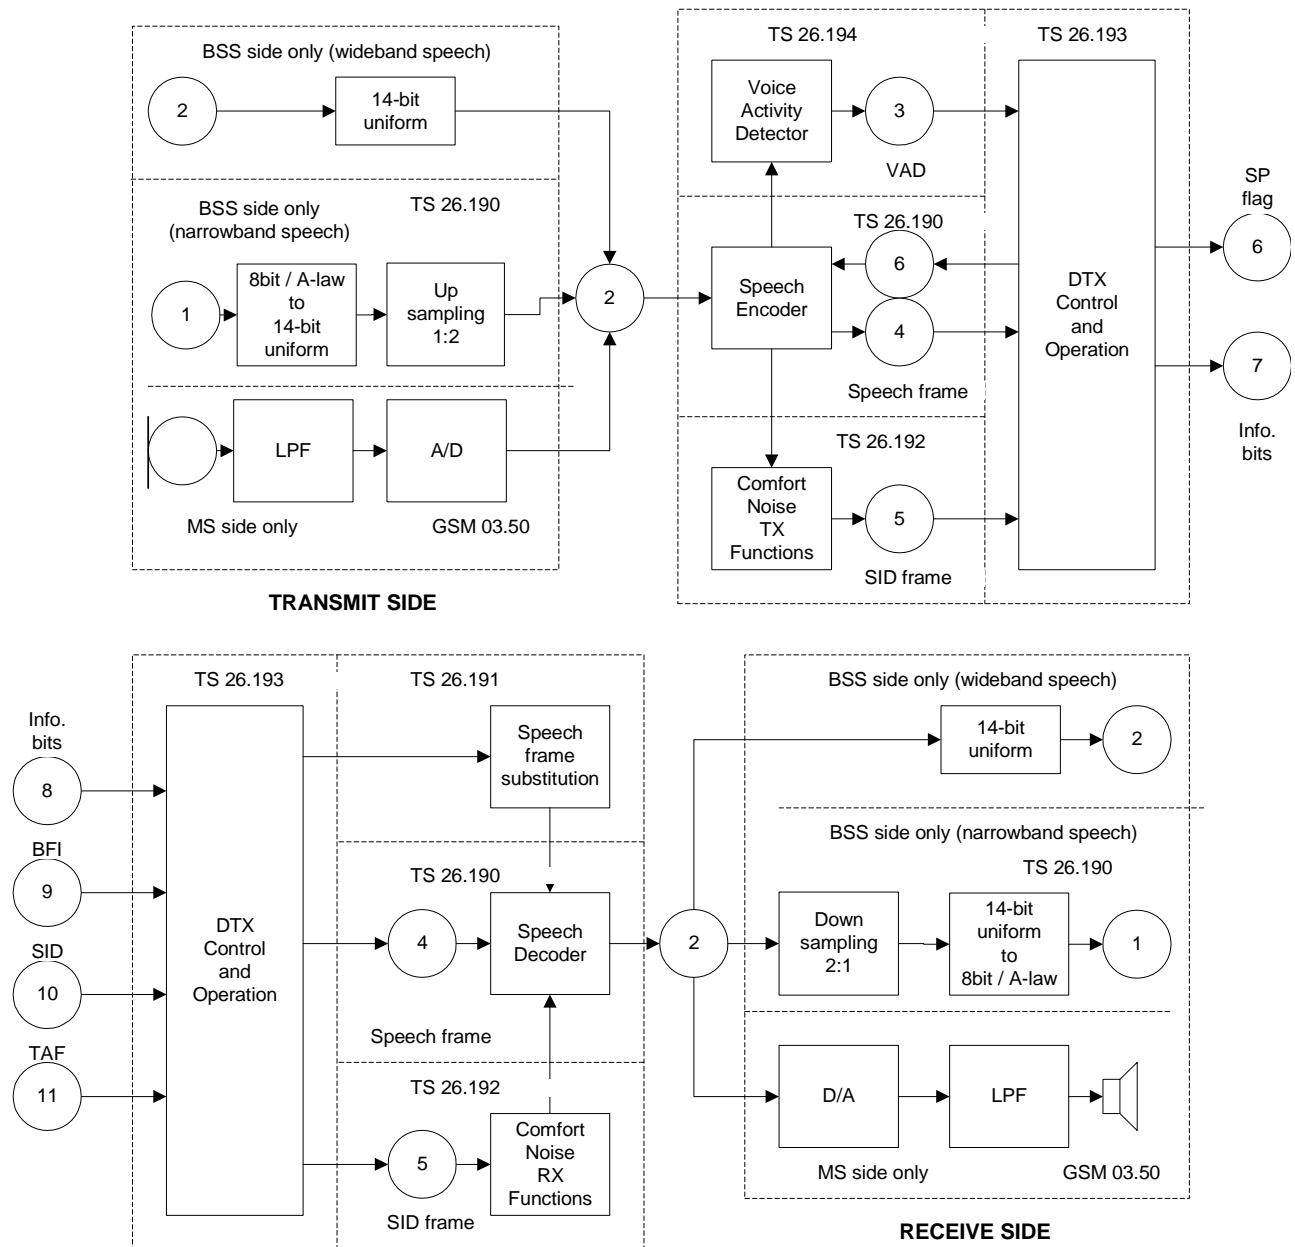 BSS side only (wideband speech)
2
14-bit
uniform
BSS side only
(narrowband speech)
TS 26.190
1
8bit / A-law
to
14-bit
uniform
Up
sampling
1:2
2
LPF
A/D
MS side only
GSM 03.50
TRANSMIT SIDE
TS 26.194
TS 26.193
Voice
Activity
Detector
3
VAD
TS 26.190
Speech
Encoder
6
4
Speech frame
TS 26.192
Comfort
Noise
TX
Functions
5
SID frame
DTX
Control
and
Operation
SP
flag
6
7
Info.
bits
TS 26.193
TS 26.191
Info.
bits
8
BFI
9
SID
10
TAF
11
DTX
Control
and
Operation
Speech
frame
substitution
TS 26.190
4
Speech
Decoder
Speech frame
TS 26.192
5
SID frame
Comfort
Noise
RX
Functions
2
BSS side only (wideband speech)
14-bit
uniform
2
BSS side only (narrowband speech)
TS 26.190
Down
sampling
2:1
14-bit
uniform
to
8bit / A-law
1
D/A
LPF
MS side only
GSM 03.50
RECEIVE SIDE